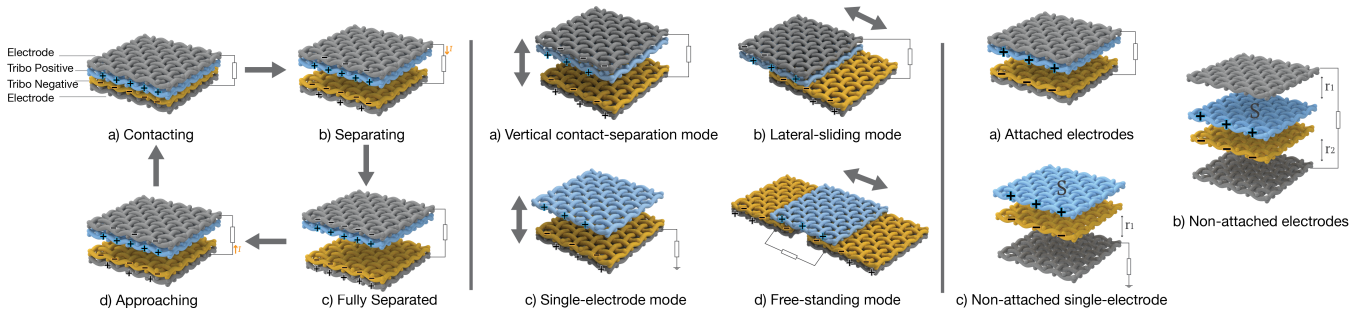 Electrode
Tribo Positive
Tribo Negative
Electrode
I
a) Contacting
b) Separating
I
d) Approaching
c) Fully Separated
a) Vertical contact-separation mode
b) Lateral-sliding mode
c) Single-electrode mode
d) Free-standing mode
a) Attached electrodes
r1
S
r2
b) Non-attached electrodes
S
r1
c) Non-attached single-electrode